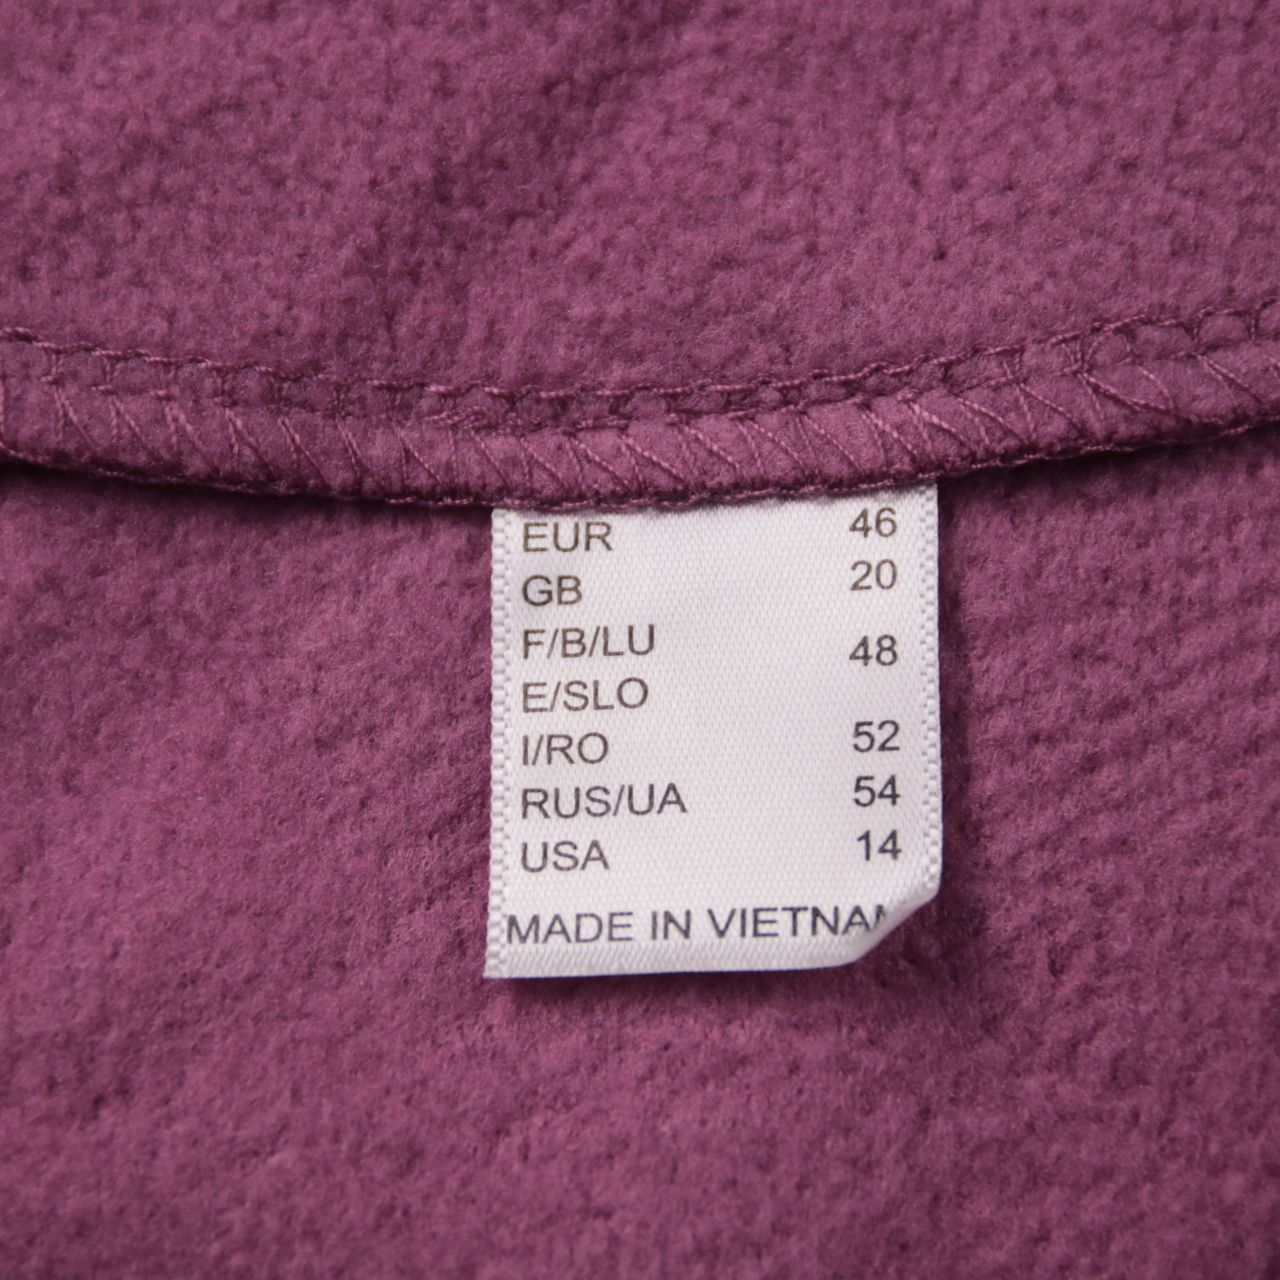 EUR 46
GB 20
F/B/LU 48
E/SLO
I/RO 52
RUS/UA 54
USA 14
MADE IN VIETNAM